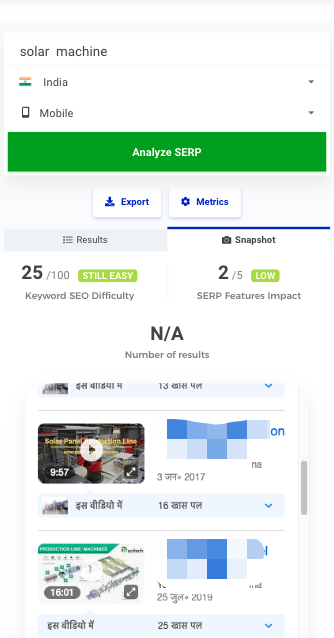 solar machine
India
Mobile
Analyze SERP
Export
Metrics
Results
Snapshot
25 /100 STILL EASY
Keyword SEO Difficulty
2 /5 LOW
SERP Features Impact
N/A
Number of results
इस वीडियो में 13 खास पल
Solar Panel Production Line
9:57
on
na
3 जन॰ 2017
इस वीडियो में 16 खास पल
PRODUCTION LINE: MACHINES
ecitech
16:01
25 जुल॰ 2019
इस वीडियो में 25 खास पल